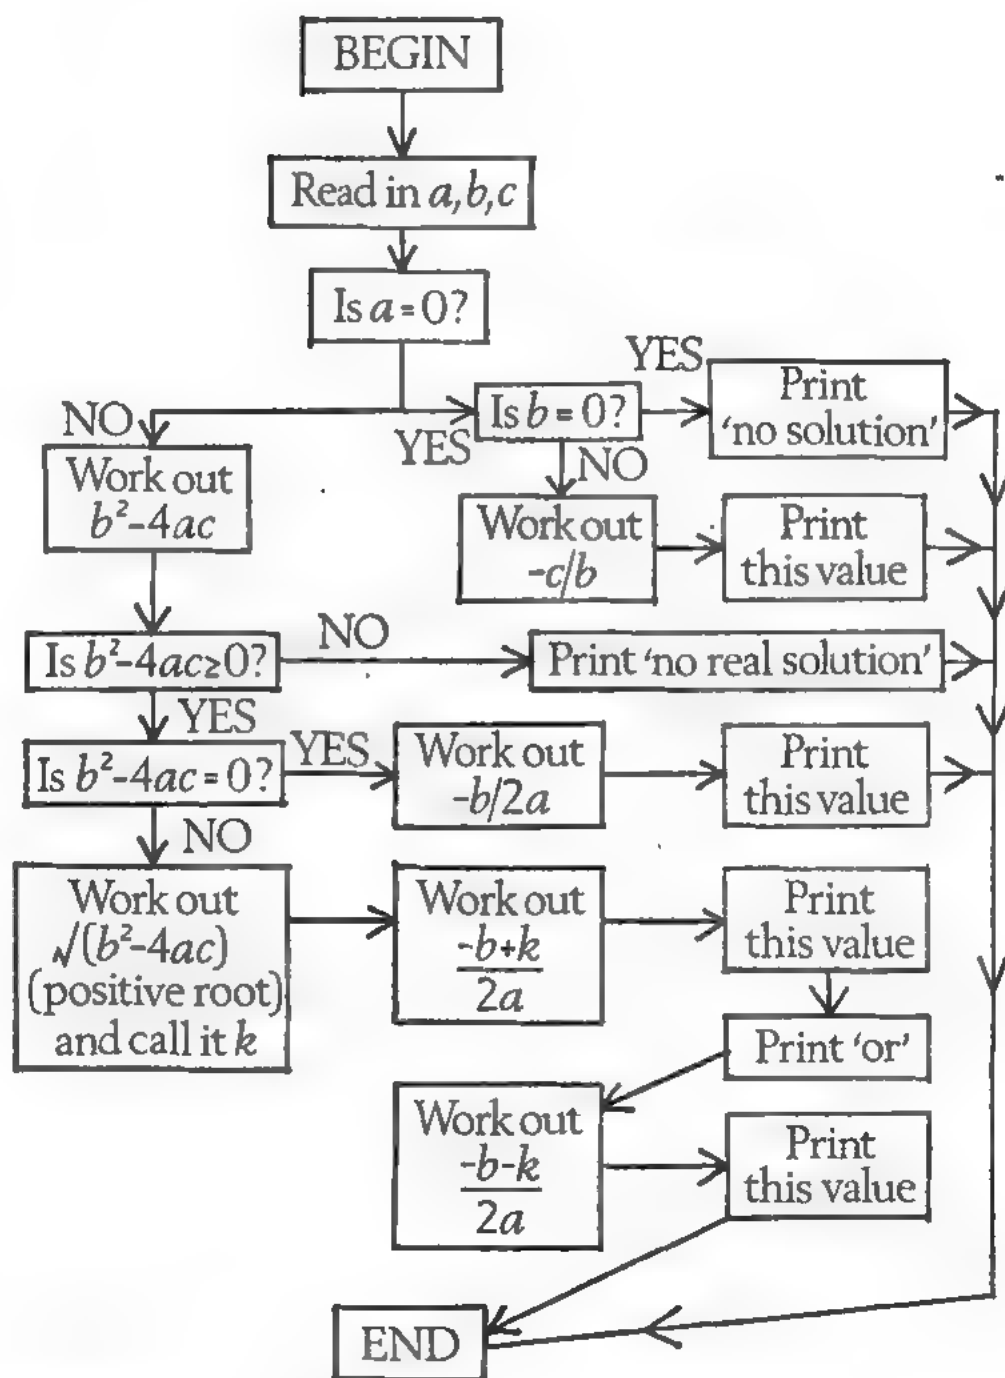 BEGIN
Read in a, b, c
Is a = 0?
NO
YES
Is b = 0?
YES
Print
‘no solution’
Work out
b²-4ac
NO
Work out
-c/b
Print
this value
Is b²-4ac≥0?
NO
Print ‘no real solution’
YES
Is b²-4ac = 0?
YES
Work out
-b/2a
Print
this value
NO
Work out
√(b²-4ac)
(positive root)
and call it k
Work out
-b+k
2a
Print
this value
Print ‘or’
Work out
-b-k
2a
Print
this value
END